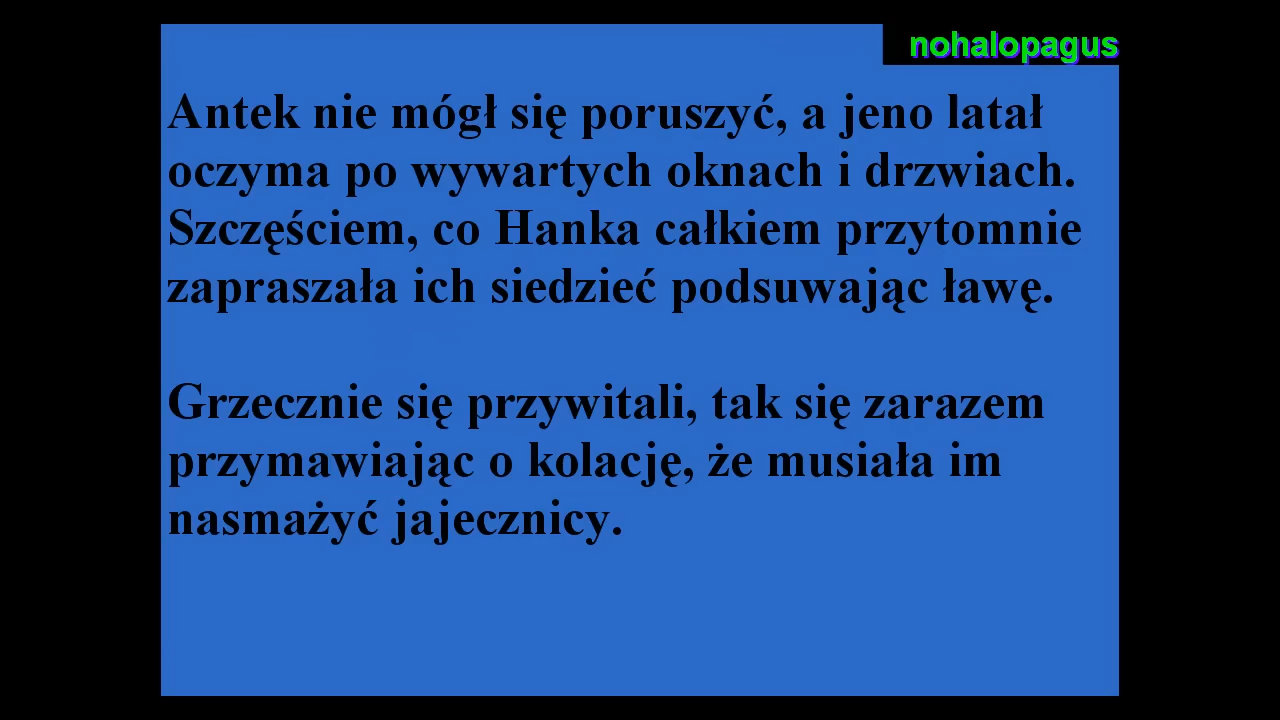 nohalopagus
Antek nie mógł się poruszyć, a jeno latał
oczyma po wywartych oknach i drzwiach.
Szczęściem, co Hanka całkiem przytomnie
zapraszała ich siedzieć podsuwając ławę.
Grzecznie się przywitali, tak się zarazem
przymawiając o kolację, że musiała im
nasmażyć jajecznicy.